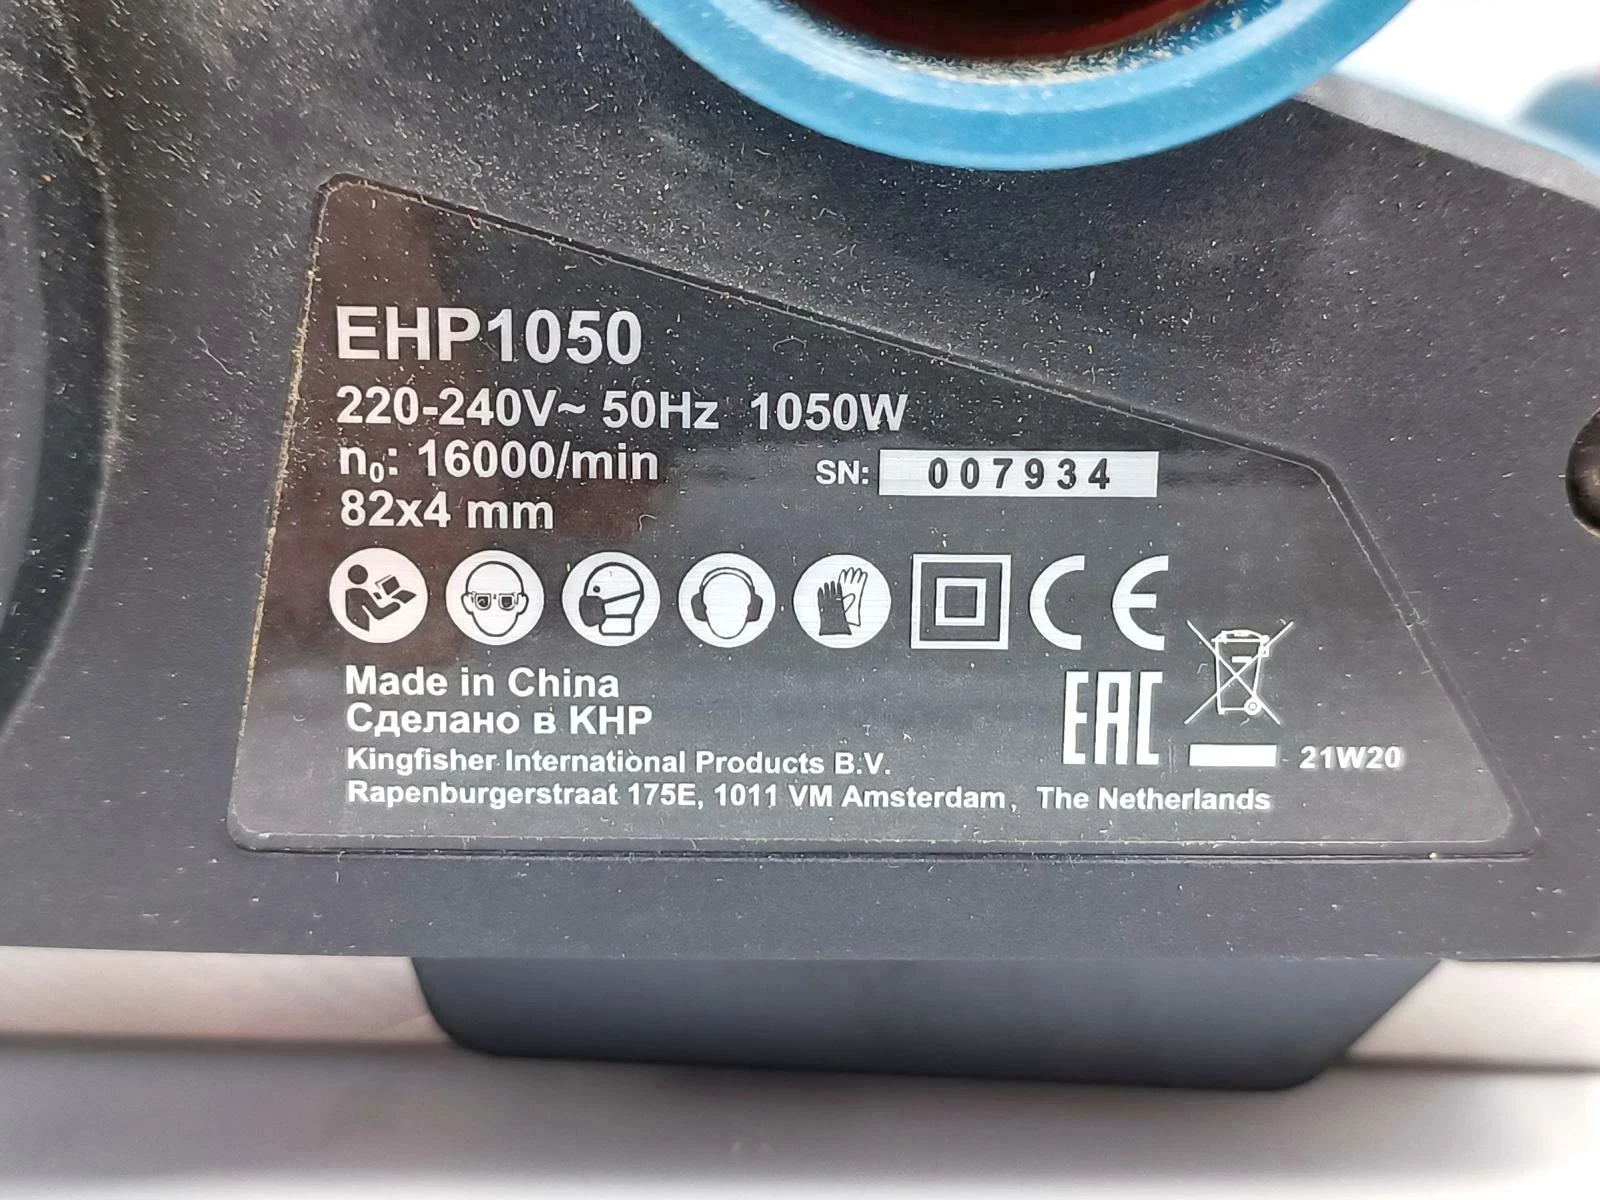 EHP1050
220-240V~ 50Hz 1050W
n₀: 16000/min
SN: 007934
82x4 mm
CE
Made in China
Сделано в КНР
EAC
Kingfisher International Products B.V.
21W20
Rapenburgerstraat 175E, 1011 VM Amsterdam, The Netherlands